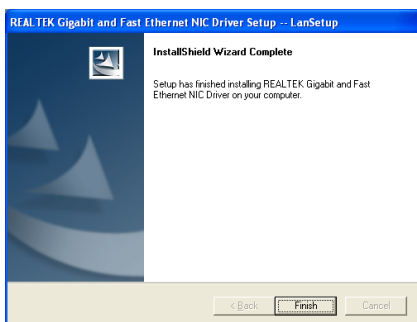 REALTEK Gigabit and Fast Ethernet NIC Driver Setup -- LanSetup
InstallShield Wizard Complete
Setup has finished installing REALTEK Gigabit and Fast
Ethernet NIC Driver on your computer.
< Back
Finish
Cancel